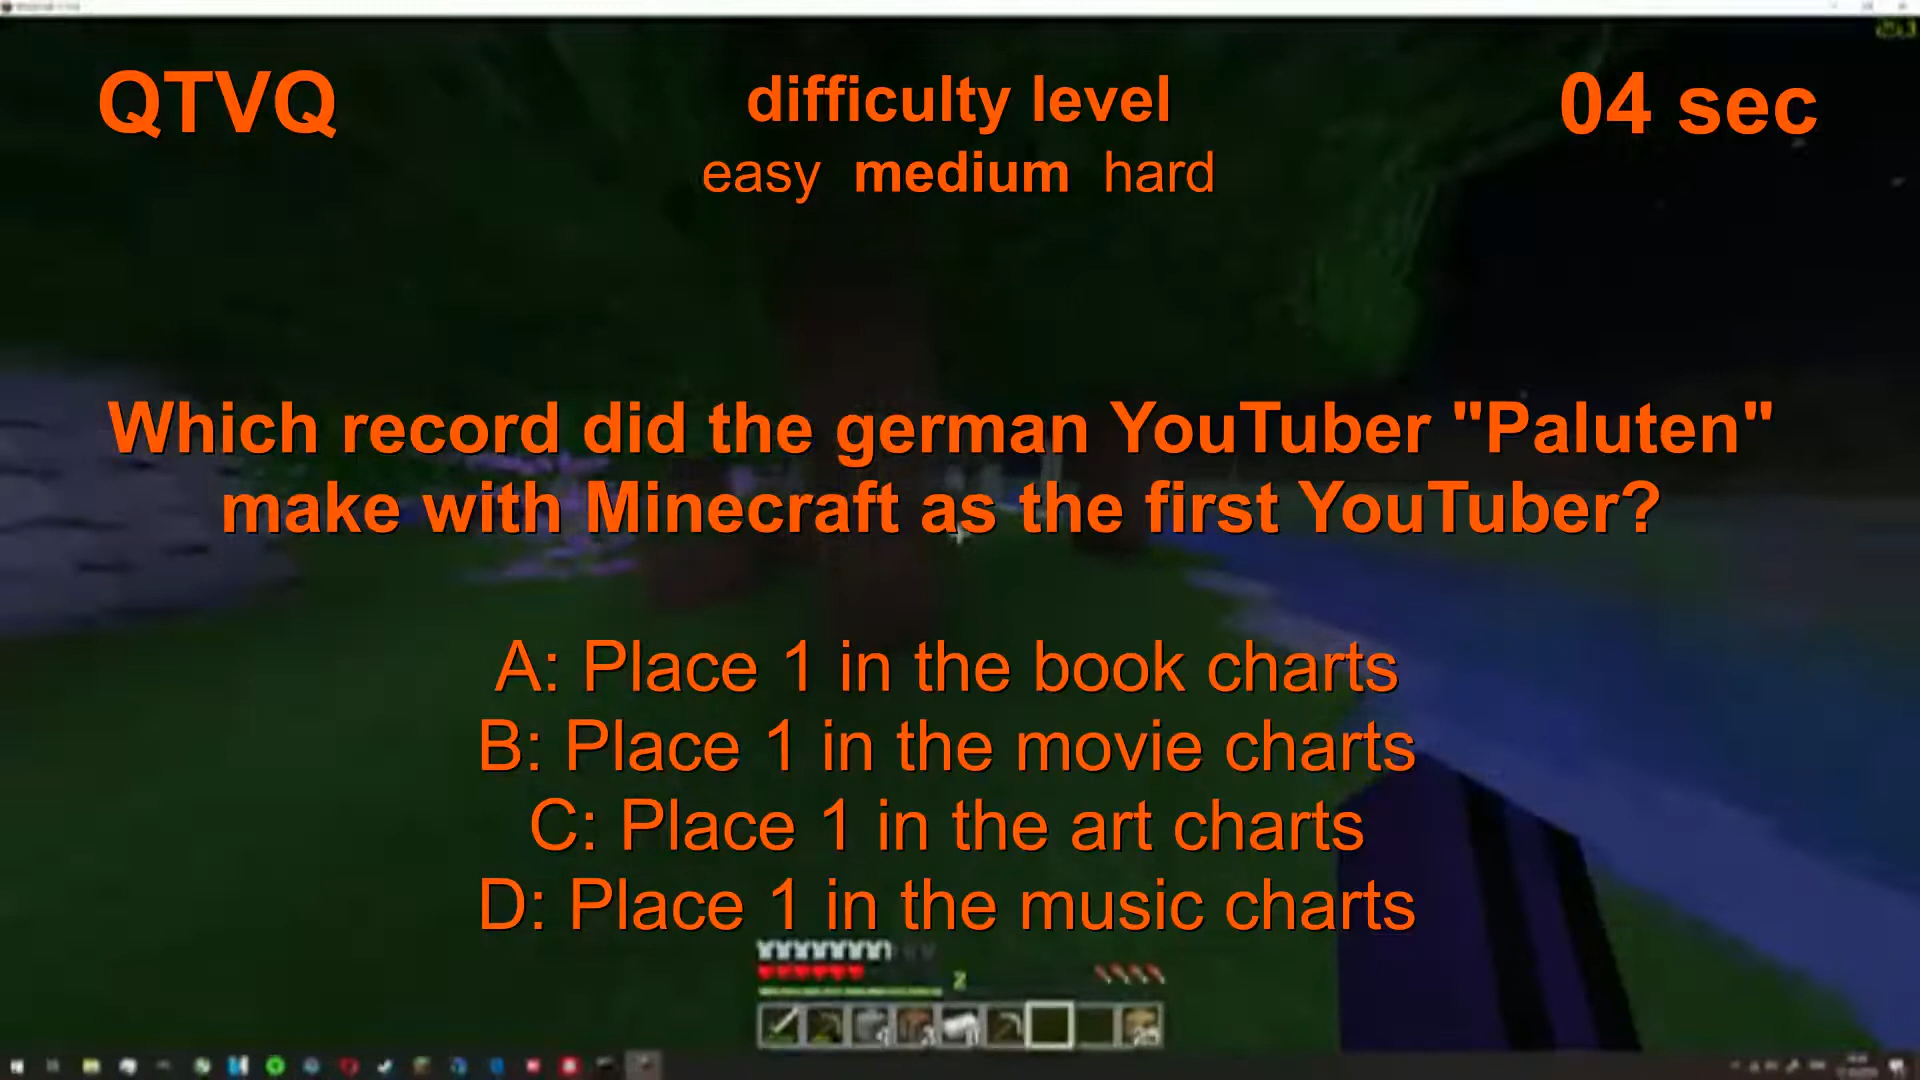 QTVQ
difficulty level
04 sec
easy medium hard
Which record did the german YouTuber "Paluten"
make with Minecraft as the first YouTuber?
A: Place 1 in the book charts
B: Place 1 in the movie charts
C: Place 1 in the art charts
D: Place 1 in the music charts
2